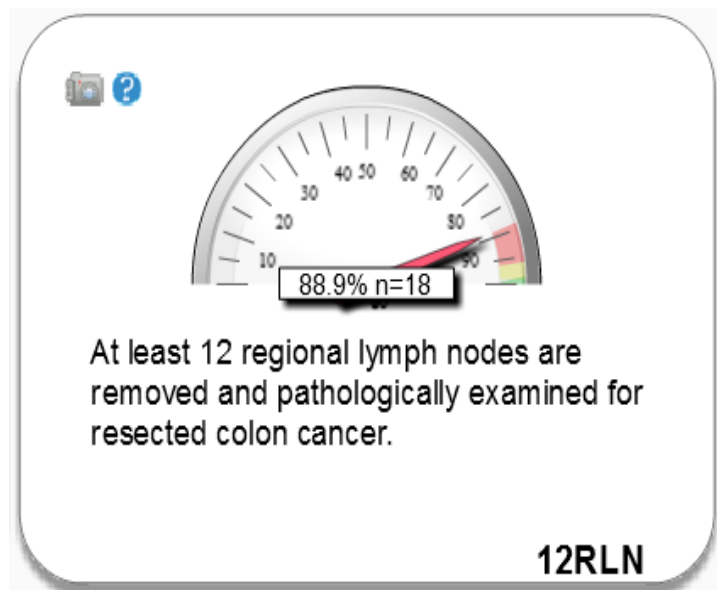 ?
40 50 60
30 70
20 80
10 90
88.9% n=18
At least 12 regional lymph nodes are
removed and pathologically examined for
resected colon cancer.
12RLN